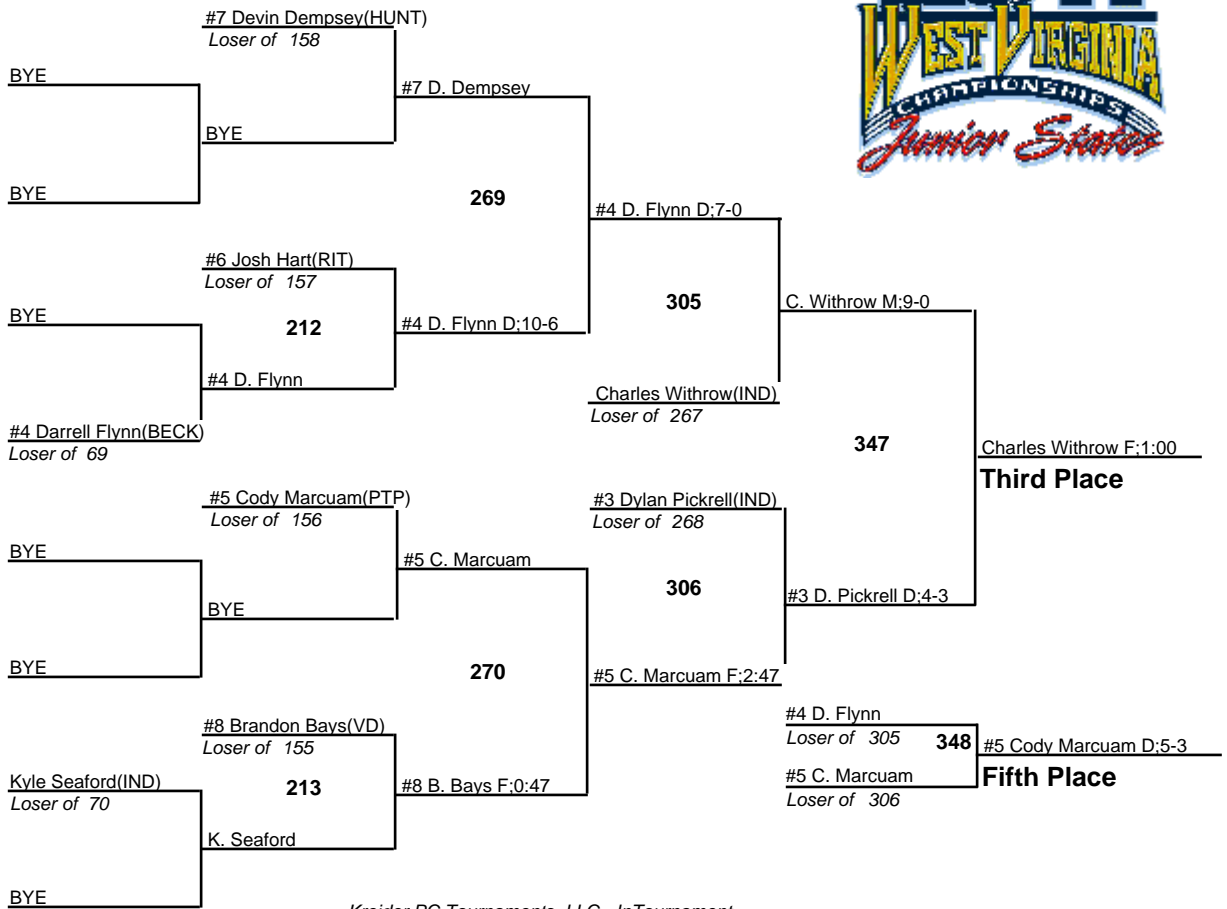 #7 Devin Dempsey(HUNT)
Loser of 158
WEST VIRGINIA
CHAMPIONSHIPS
Junior States
BYE
#7 D. Dempsey
BYE
BYE
269
#4 D. Flynn D;7-0
#6 Josh Hart(RIT)
Loser of 157
BYE
212
#4 D. Flynn D;10-6
305
C. Withrow M;9-0
#4 D. Flynn
Charles Withrow(IND)
Loser of 267
#4 Darrell Flynn(BECK)
Loser of 69
347
Charles Withrow F;1:00
Third Place
#5 Cody Marcuam(PTP)
Loser of 156
#3 Dylan Pickrell(IND)
Loser of 268
BYE
#5 C. Marcuam
306
#3 D. Pickrell D;4-3
BYE
BYE
270
#5 C. Marcuam F;2:47
#8 Brandon Bays(VD)
Loser of 155
#4 D. Flynn
Loser of 305
348
#5 Cody Marcuam D;5-3
Fifth Place
Kyle Seaford(IND)
Loser of 70
213
#8 B. Bays F;0:47
#5 C. Marcuam
Loser of 306
K. Seaford
BYE